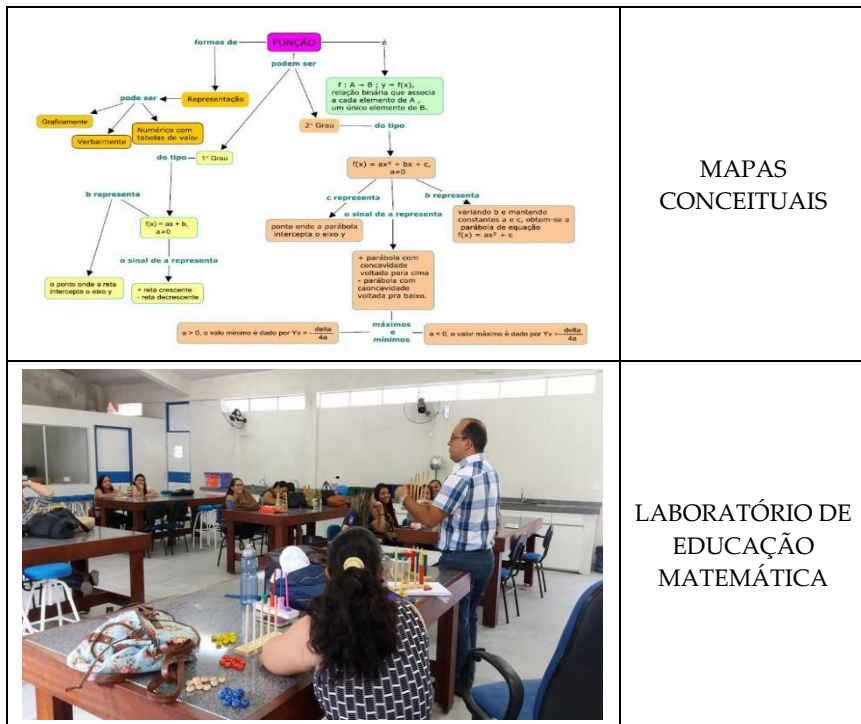 formas de
FUNÇÃO
é
podem ser
f : A → B ; y = f(x),
relação binária que associa
a cada elemento de A ,
um único elemento de B.
pode ser
Representação
Graficamente
Verbalmente
Numérico com
tabelas de valor
2° Grau
do tipo
do tipo
1° Grau
f(x) = ax² + bx + c,
a≠0
b representa
f(x) = ax + b,
a≠0
c representa
b representa
o sinal de a representa
ponto onde a parábola
intercepta o eixo y
variando b e mantendo
constantes a e c, obtem-se a
parábola de equação
f(x) = ax² + c
o sinal de a representa
o ponto onde a reta
intercepta o eixo y
+ reta crescente
- reta decrescente
+ parábola com
concavidade
voltada para cima
- parábola com
caoncavidade
voltada pra baixo.
a > 0, o valo mínimo é dado por Yv = -delta/4a
máximos
e
mínimos
a < 0, o valor máximo é dado por Yv =-delta/4a
MAPAS
CONCEITUAIS
LABORATÓRIO DE
EDUCAÇÃO
MATEMÁTICA